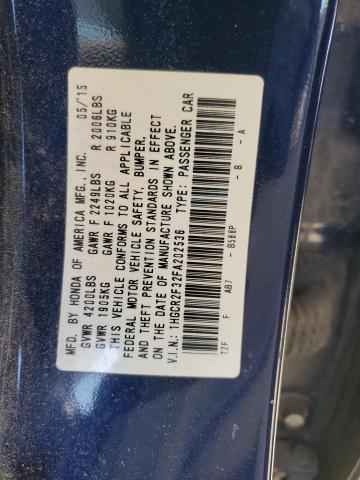 MFD. BY HONDA OF AMERICA MFG., INC. 05/15
GVWR 4200LBS GAWR F 2249LBS R 2006LBS
GVWR 1905KG GAWR F 1020KG R 910KG
THIS VEHICLE CONFORMS TO ALL APPLICABLE
FEDERAL MOTOR VEHICLE SAFETY, BUMPER,
AND THEFT PREVENTION STANDARDS IN EFFECT
ON THE DATE OF MANUFACTURE SHOWN ABOVE.
V.I.N.: 1HGCR2F32FA202536 TYPE: PASSENGER CAR
T2F F AB7 - B588P - B - A